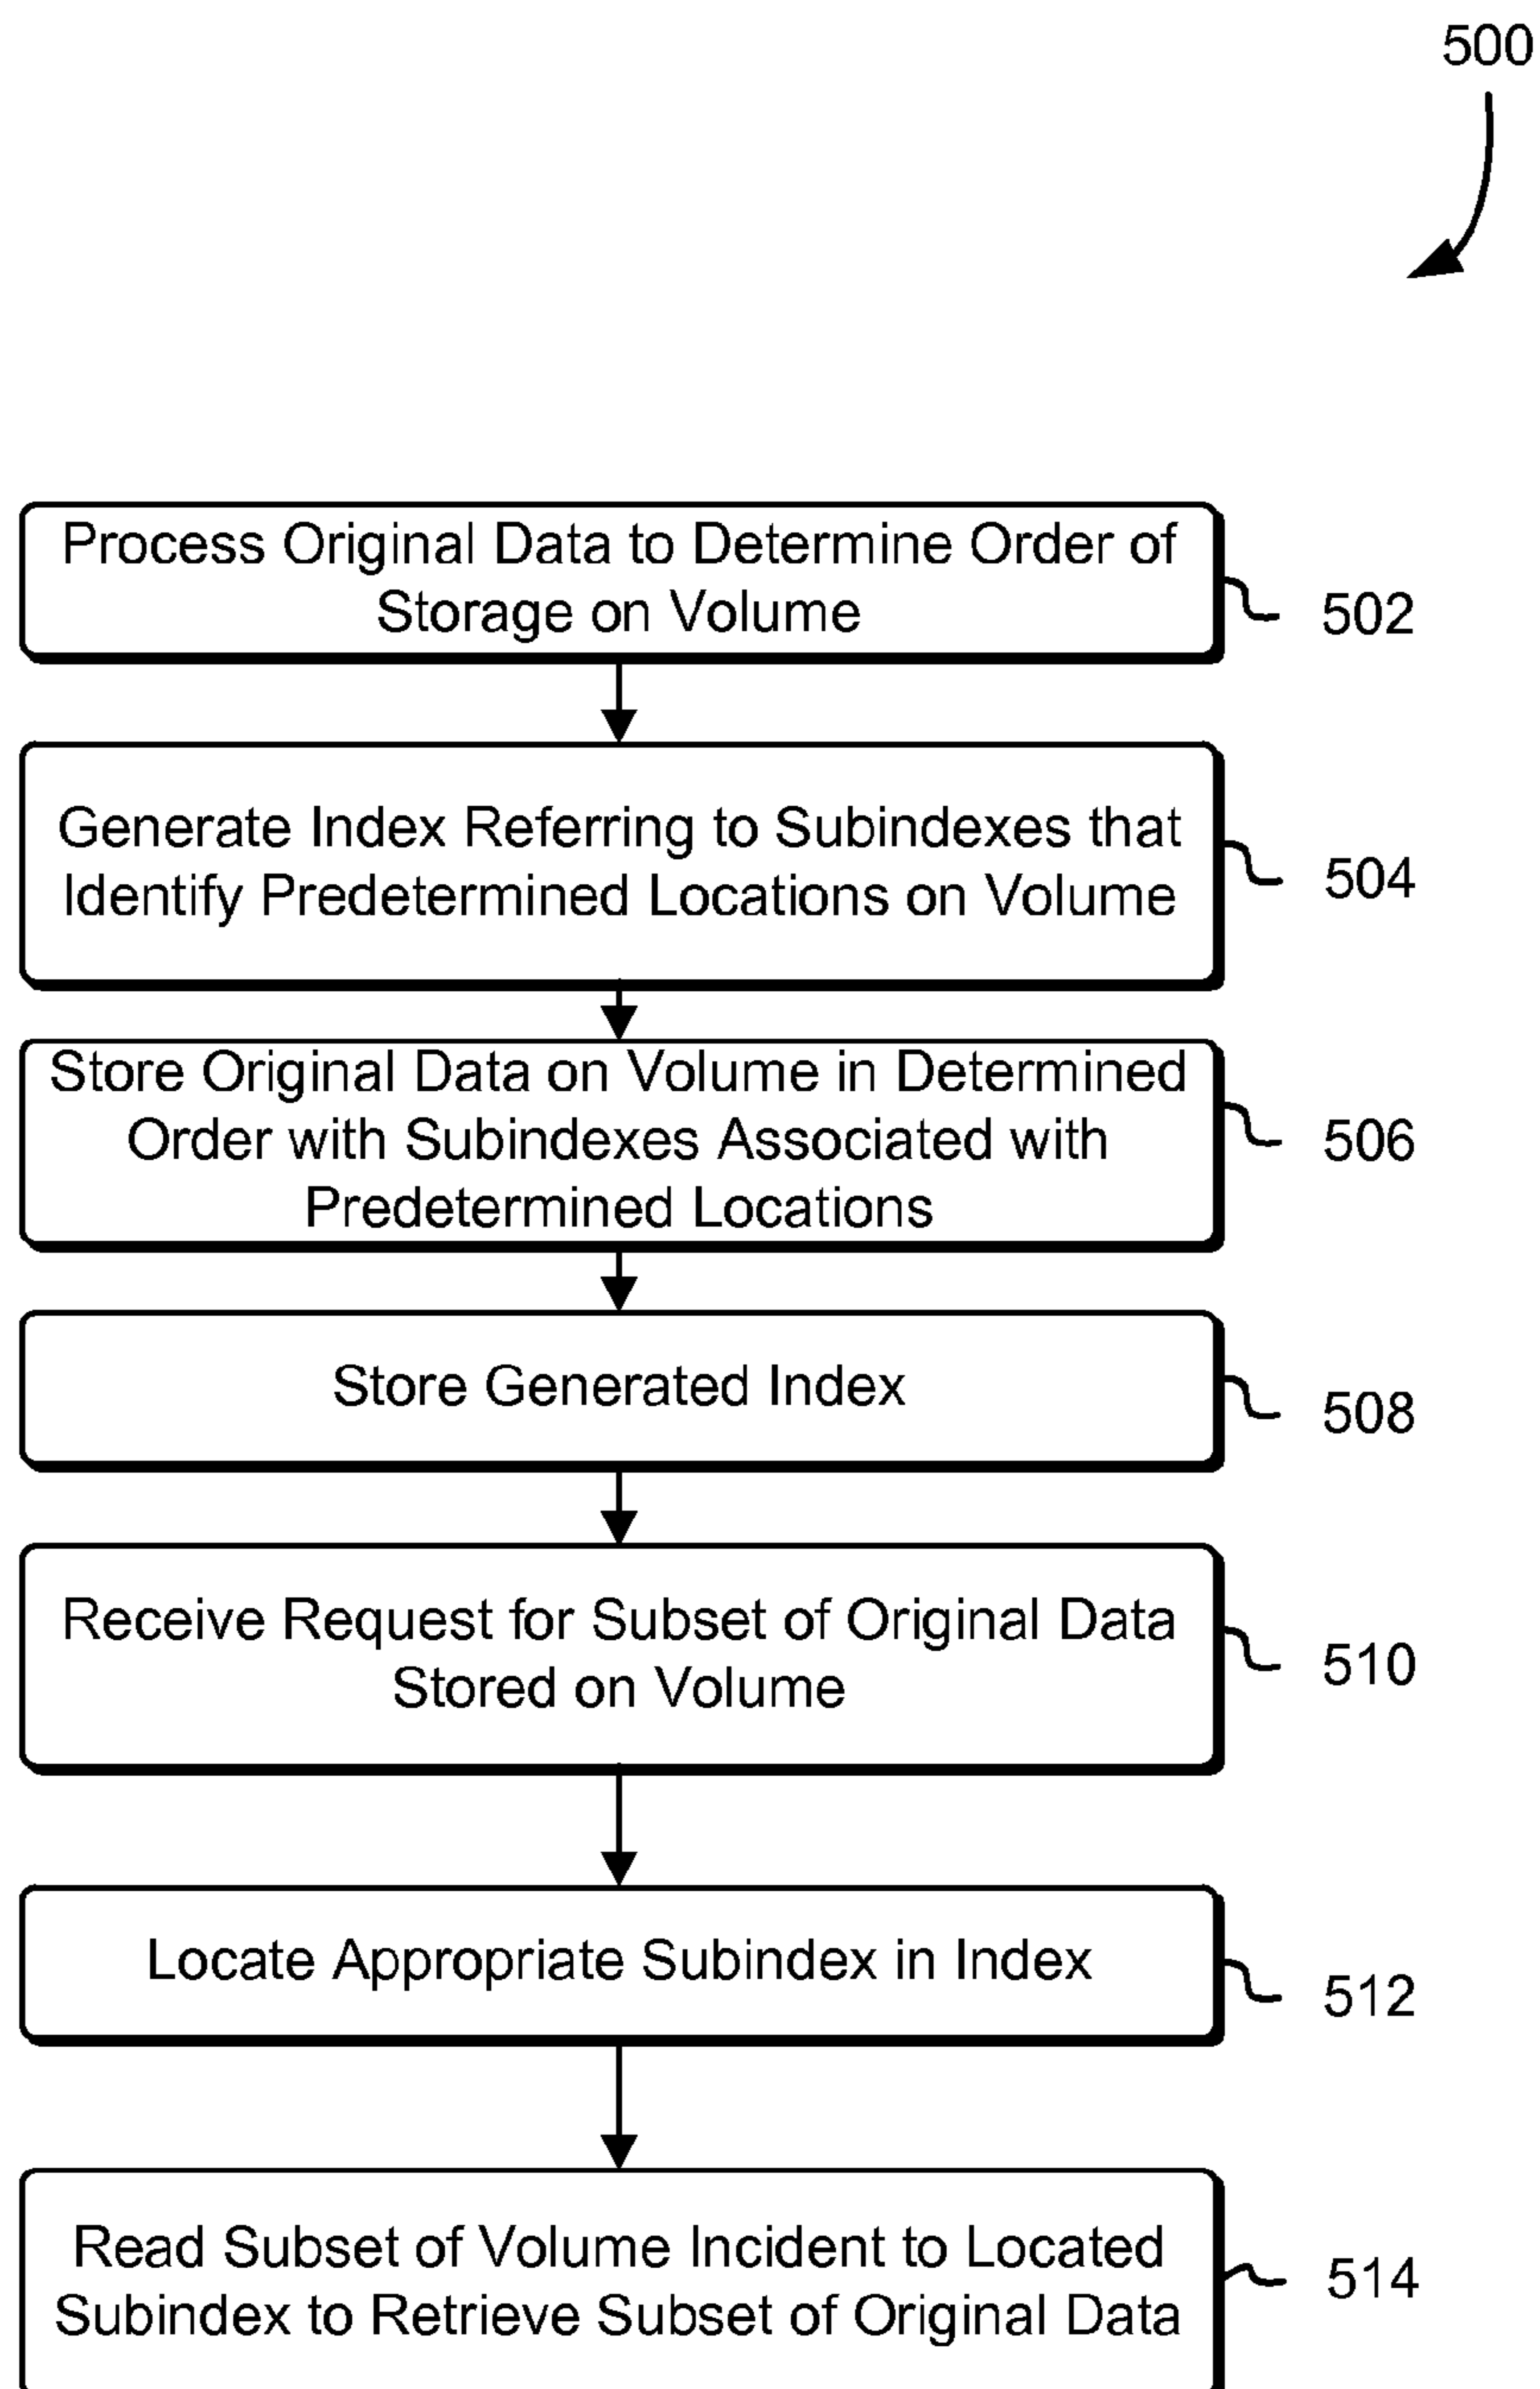 500
Process Original Data to Determine Order of
Storage on Volume
502
Generate Index Referring to Subindexes that
Identify Predetermined Locations on Volume
504
Store Original Data on Volume in Determined
Order with Subindexes Associated with
Predetermined Locations
506
Store Generated Index
508
Receive Request for Subset of Original Data
Stored on Volume
510
Locate Appropriate Subindex in Index
512
Read Subset of Volume Incident to Located
Subindex to Retrieve Subset of Original Data
514